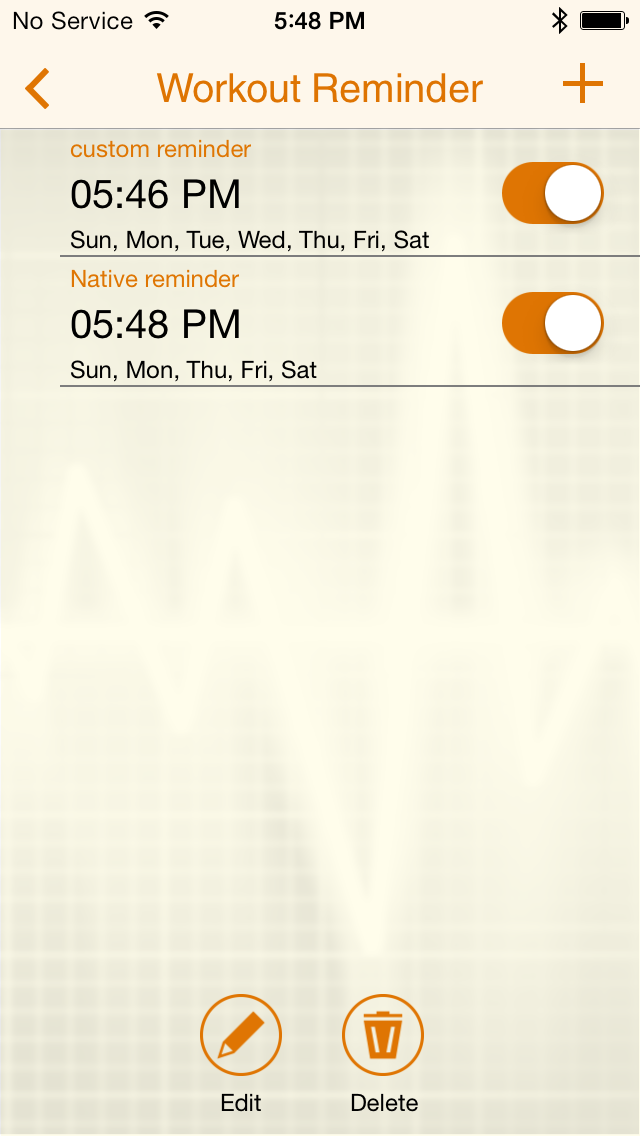 No Service 5:48 PM
Workout Reminder
custom reminder
05:46 PM
Sun, Mon, Tue, Wed, Thu, Fri, Sat
Native reminder
05:48 PM
Sun, Mon, Thu, Fri, Sat
Edit Delete